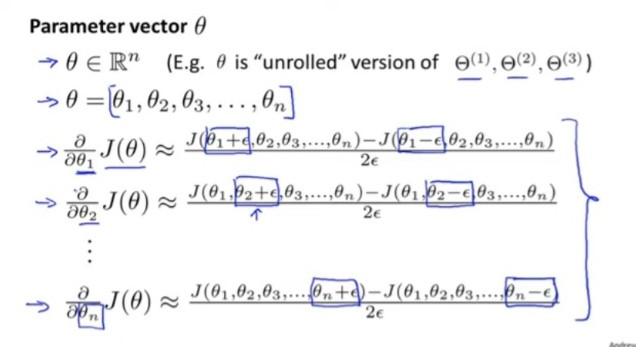 Parameter vector θ
→ θ ∈ ℝⁿ (E.g. θ is “unrolled” version of Θ⁽¹⁾, Θ⁽²⁾, Θ⁽³⁾)
→ θ = [θ₁, θ₂, θ₃, . . . , θₙ]
→ ∂/∂θ₁ J(θ) ≈ (J(θ₁+ϵ,θ₂,θ₃,...,θₙ)−J(θ₁−ϵ,θ₂,θ₃,...,θₙ))/2ϵ
→ ∂/∂θ₂ J(θ) ≈ (J(θ₁,θ₂+ϵ,θ₃,...,θₙ)−J(θ₁,θ₂−ϵ,θ₃,...,θₙ))/2ϵ
⋮
→ ∂/∂θₙ J(θ) ≈ (J(θ₁,θ₂,θ₃,...,θₙ+ϵ)−J(θ₁,θ₂,θ₃,...,θₙ−ϵ))/2ϵ
Andrew